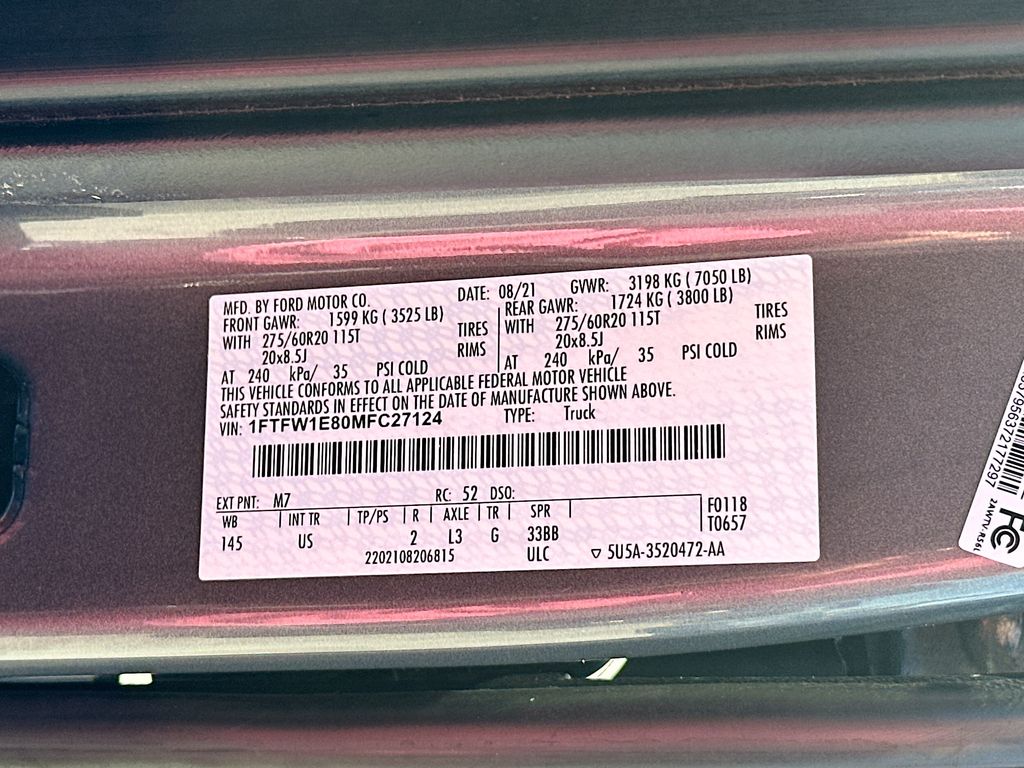 MFD. BY FORD MOTOR CO.
DATE: 08/21
GVWR: 3198 KG ( 7050 LB)
FRONT GAWR: 1599 KG ( 3525 LB)
WITH 275/60R20 115T TIRES
20x8.5J RIMS
AT 240 kPa/ 35 PSI COLD
REAR GAWR: 1724 KG ( 3800 LB)
WITH 275/60R20 115T TIRES
20x8.5J RIMS
AT 240 kPa/ 35 PSI COLD
THIS VEHICLE CONFORMS TO ALL APPLICABLE FEDERAL MOTOR VEHICLE
SAFETY STANDARDS IN EFFECT ON THE DATE OF MANUFACTURE SHOWN ABOVE.
VIN: 1FTFW1E80MFC27124 TYPE: Truck
EXT PNT: M7 RC: 52 DSO:
WB INT TR TP/PS R AXLE TR SPR
145 US 2 L3 G 33BB
2202108206815 ULC
F0118
T0657
5U5A-3520472-AA
7956372177297
2AWTV-RS6L
FC